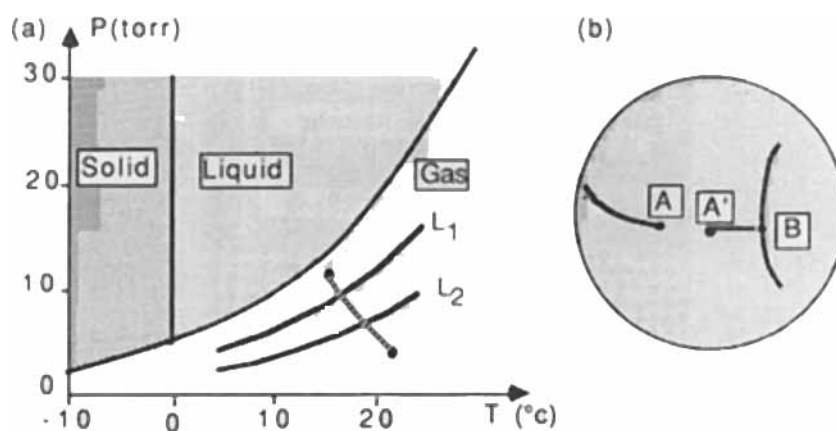 (a)
P(torr)
(b)
30
Solid
Liquid
Gas
20
A
A'
B
L1
10
L2
0
-10
0
10
20
T (°c)